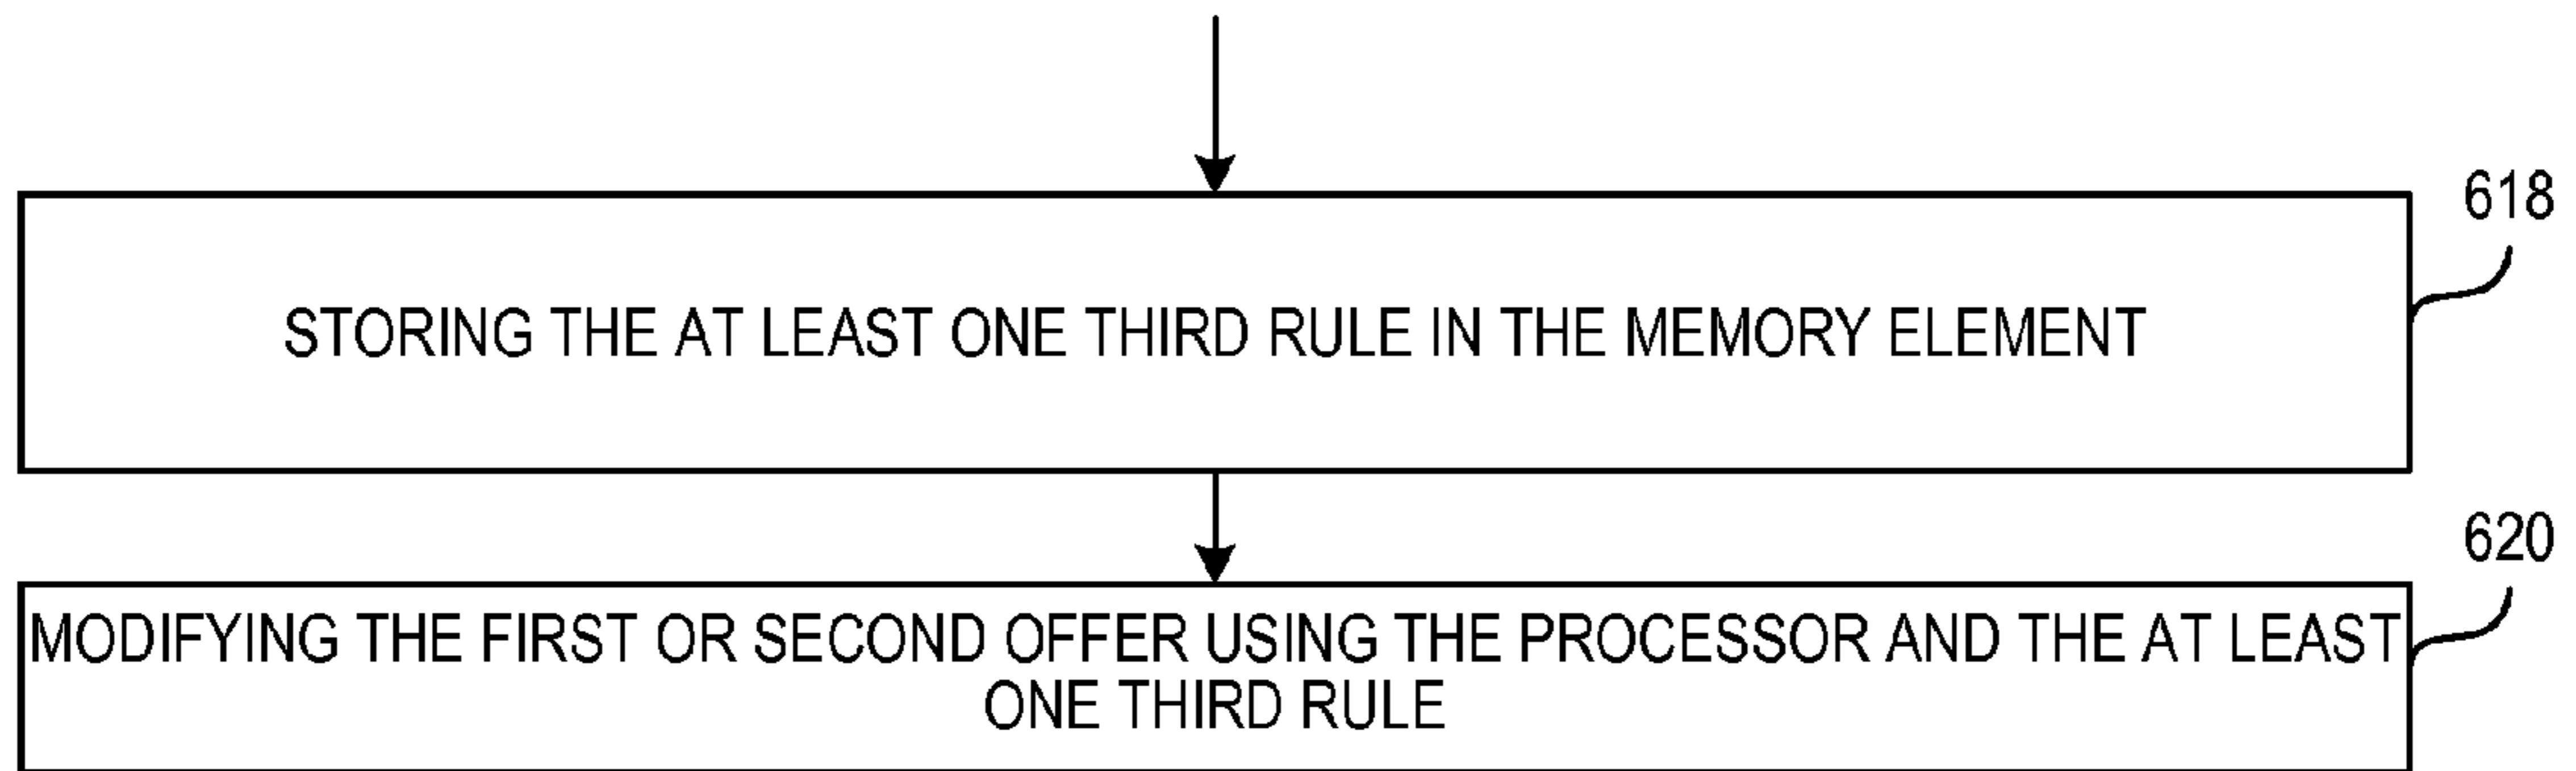 618
STORING THE AT LEAST ONE THIRD RULE IN THE MEMORY ELEMENT
620
MODIFYING THE FIRST OR SECOND OFFER USING THE PROCESSOR AND THE AT LEAST
ONE THIRD RULE